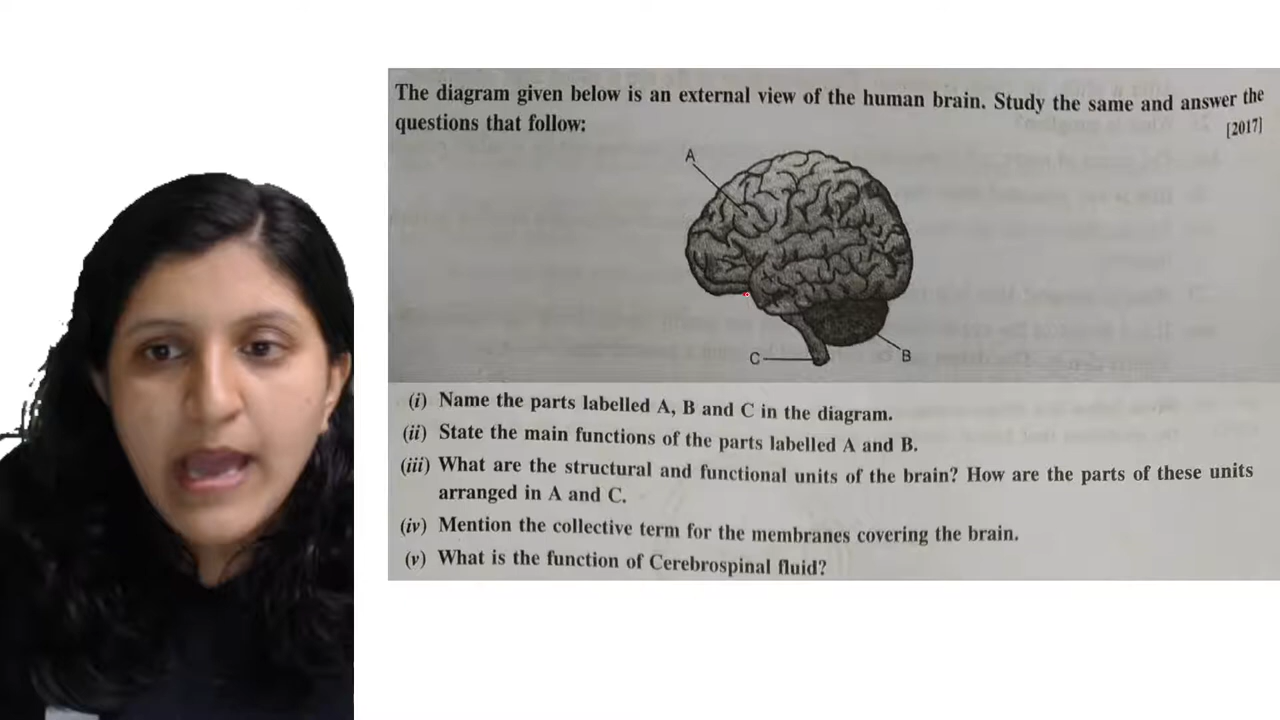 The diagram given below is an external view of the human brain. Study the same and answer the
questions that follow:
[2017]
A
B
C
(i) Name the parts labelled A, B and C in the diagram.
(ii) State the main functions of the parts labelled A and B.
(iii) What are the structural and functional units of the brain? How are the parts of these units
arranged in A and C.
(iv) Mention the collective term for the membranes covering the brain.
(v) What is the function of Cerebrospinal fluid?